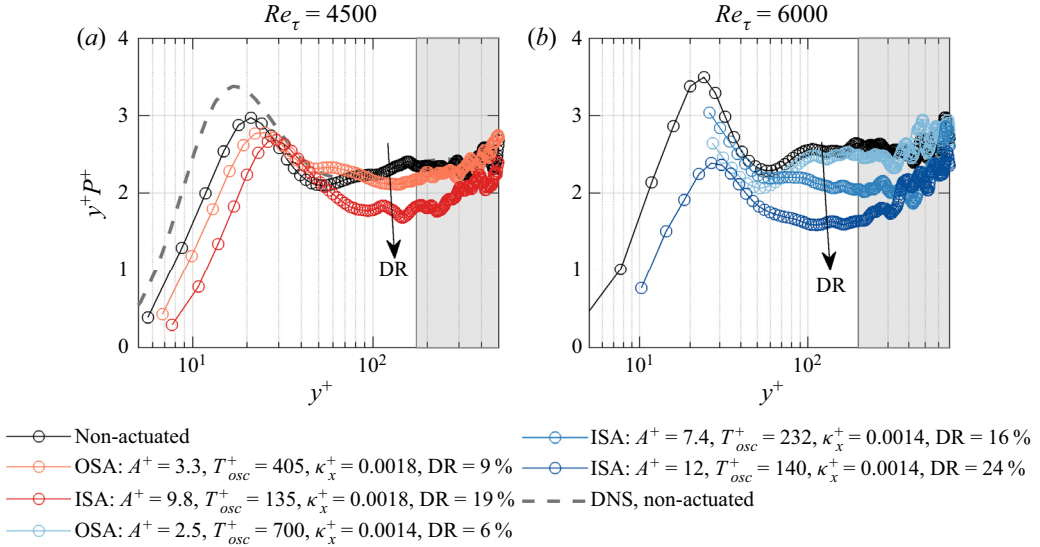 Re_τ = 4500
Re_τ = 6000
(a)
(b)
4
3
2
1
0
y⁺P⁺
DR
10¹
10²
y⁺
4
3
2
1
0
DR
10¹
10²
y⁺
Non-actuated
OSA: A⁺ = 3.3, T⁺_osc = 405, κ⁺_x = 0.0018, DR = 9 %
ISA: A⁺ = 9.8, T⁺_osc = 135, κ⁺_x = 0.0018, DR = 19 %
OSA: A⁺ = 2.5, T⁺_osc = 700, κ⁺_x = 0.0014, DR = 6 %
ISA: A⁺ = 7.4, T⁺_osc = 232, κ⁺_x = 0.0014, DR = 16 %
ISA: A⁺ = 12, T⁺_osc = 140, κ⁺_x = 0.0014, DR = 24 %
DNS, non-actuated